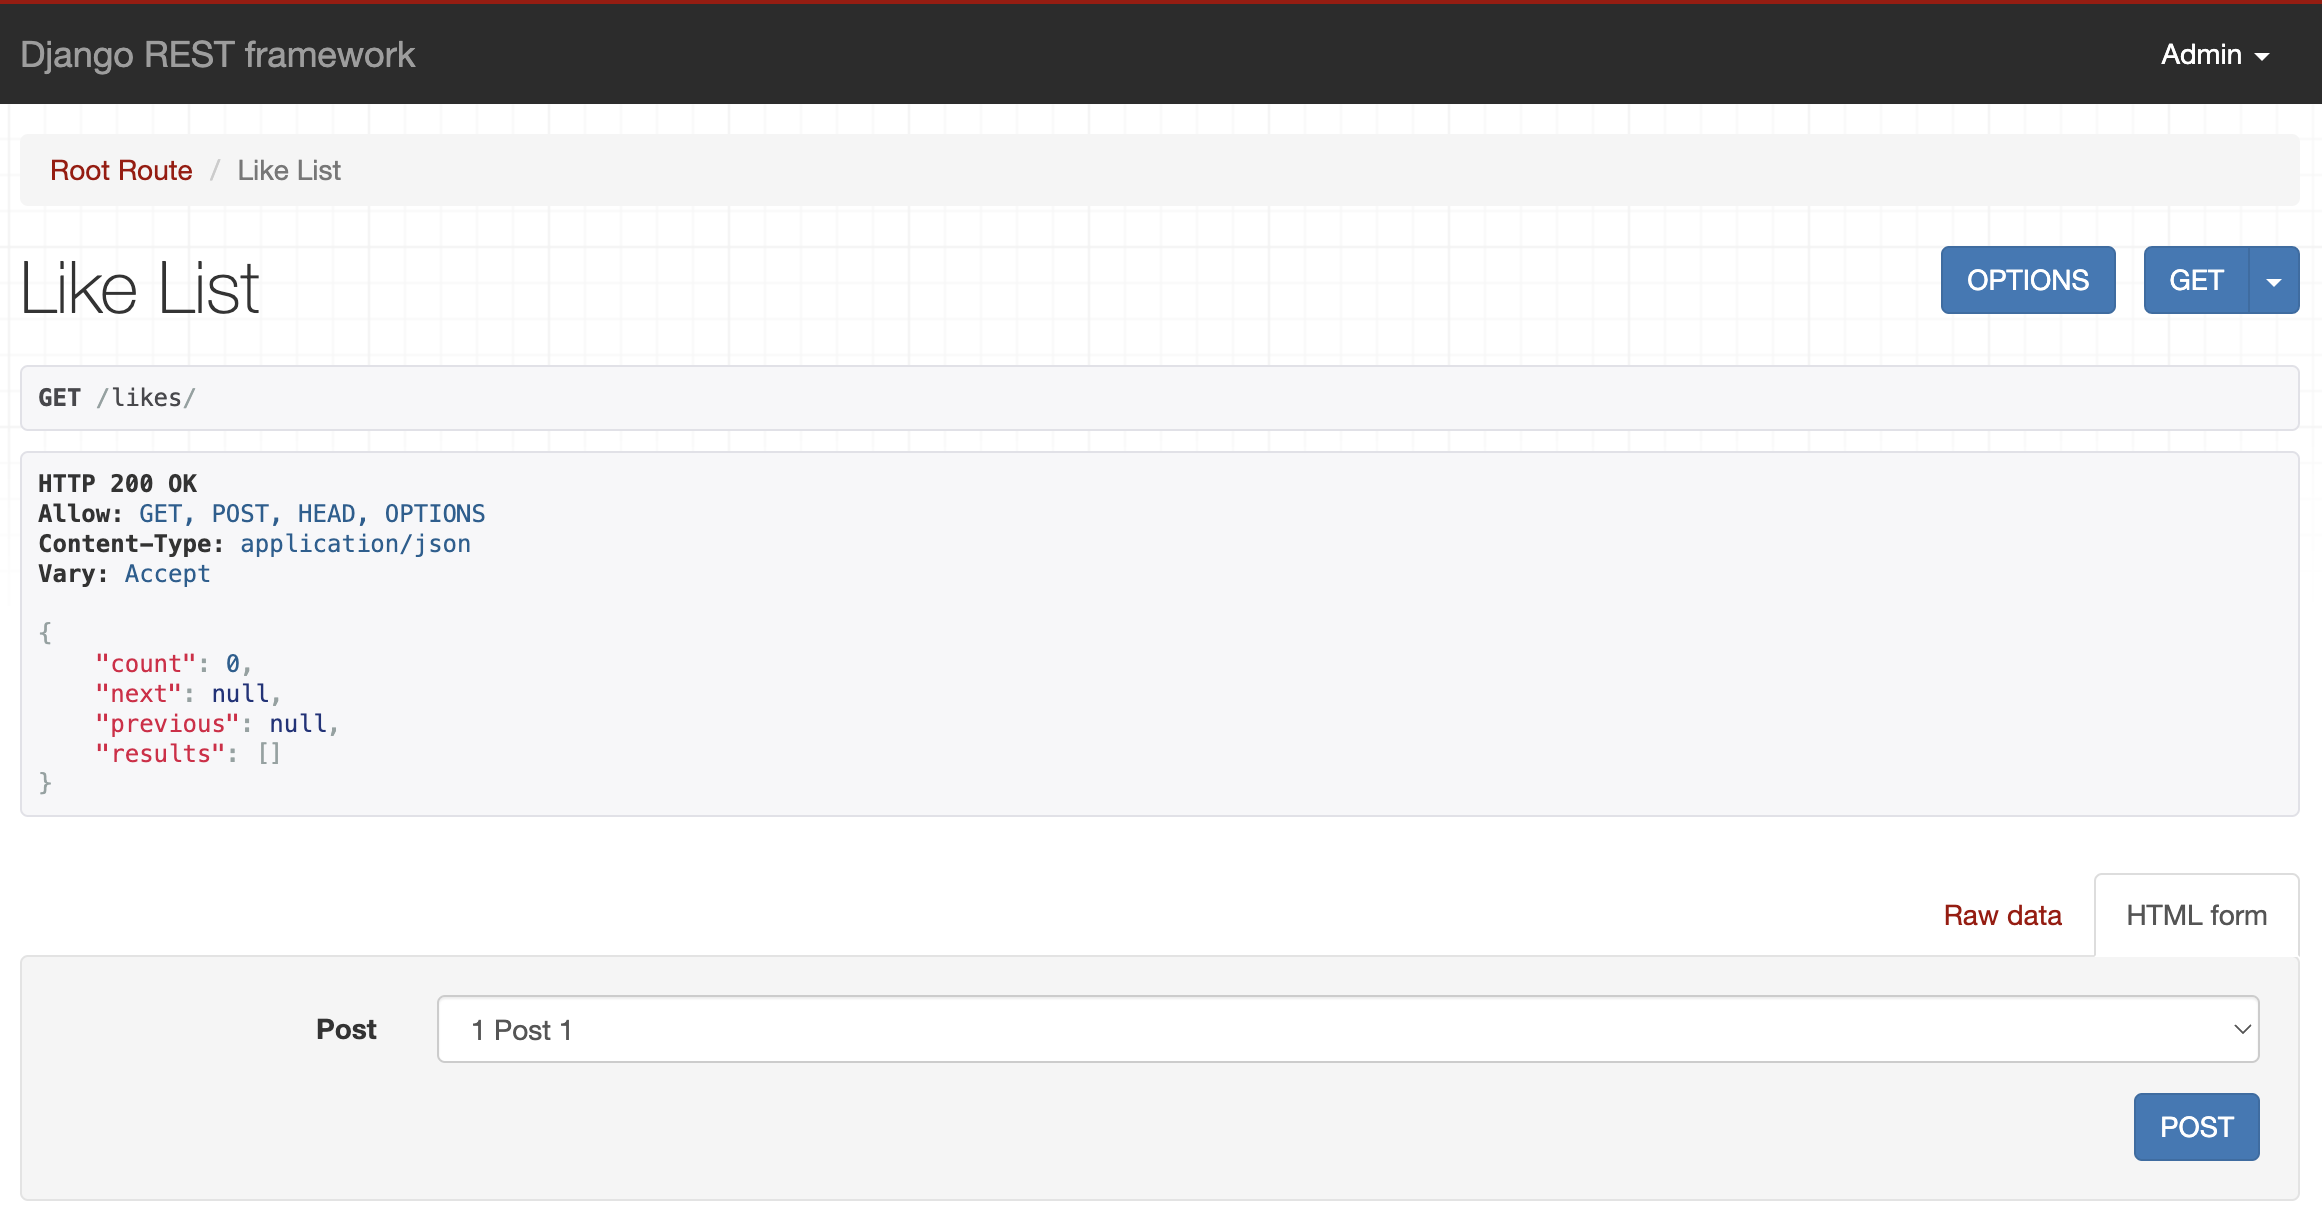 Django REST framework
Admin
Root Route / Like List
Like List
OPTIONS
GET
GET /likes/
HTTP 200 OK
Allow: GET, POST, HEAD, OPTIONS
Content-Type: application/json
Vary: Accept
{
    "count": 0,
    "next": null,
    "previous": null,
    "results": []
}
Raw data
HTML form
Post
1 Post 1
POST